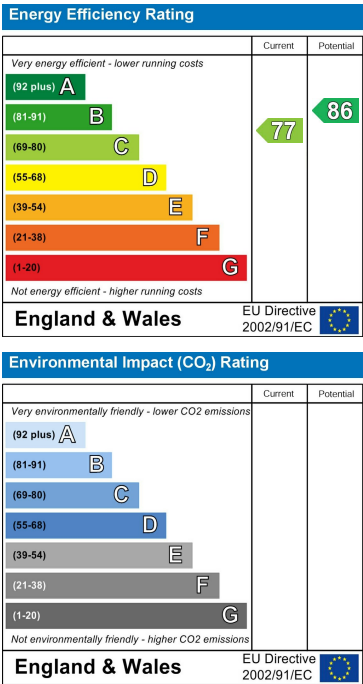 Energy Efficiency Rating
Current Potential
Very energy efficient - lower running costs
(92 plus) A
(81-91) B
(69-80) C
(55-68) D
(39-54) E
(21-38) F
(1-20) G
77
86
Not energy efficient - higher running costs
England & Wales
EU Directive
2002/91/EC
Environmental Impact (CO₂) Rating
Current Potential
Very environmentally friendly - lower CO2 emissions
(92 plus) A
(81-91) B
(69-80) C
(55-68) D
(39-54) E
(21-38) F
(1-20) G
Not environmentally friendly - higher CO2 emissions
England & Wales
EU Directive
2002/91/EC